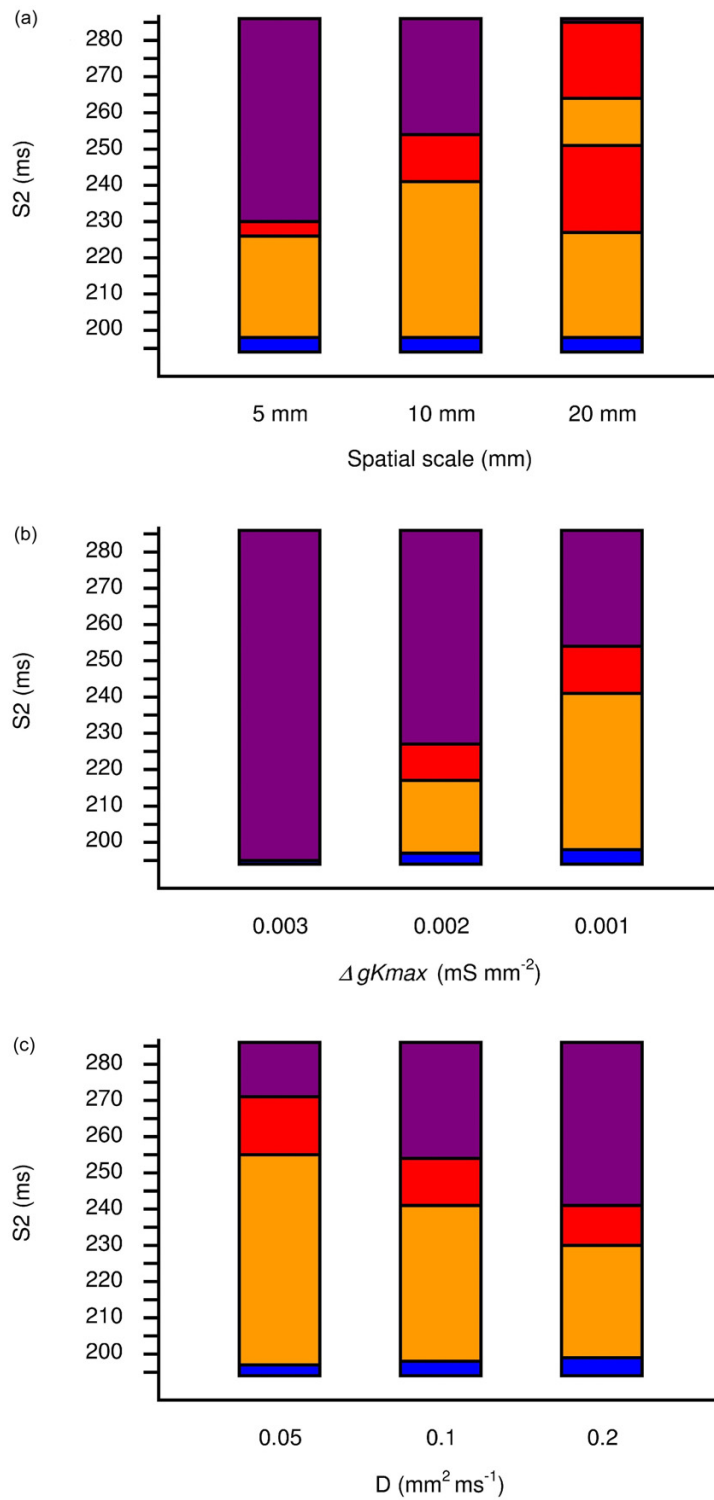 (a)
280
270
260
250
240
230
220
210
200
S2 (ms)
5 mm 10 mm 20 mm
Spatial scale (mm)
(b)
280
270
260
250
240
230
220
210
200
S2 (ms)
0.003 0.002 0.001
Δ gKmax (mS mm⁻²)
(c)
280
270
260
250
240
230
220
210
200
S2 (ms)
0.05 0.1 0.2
D (mm² ms⁻¹)